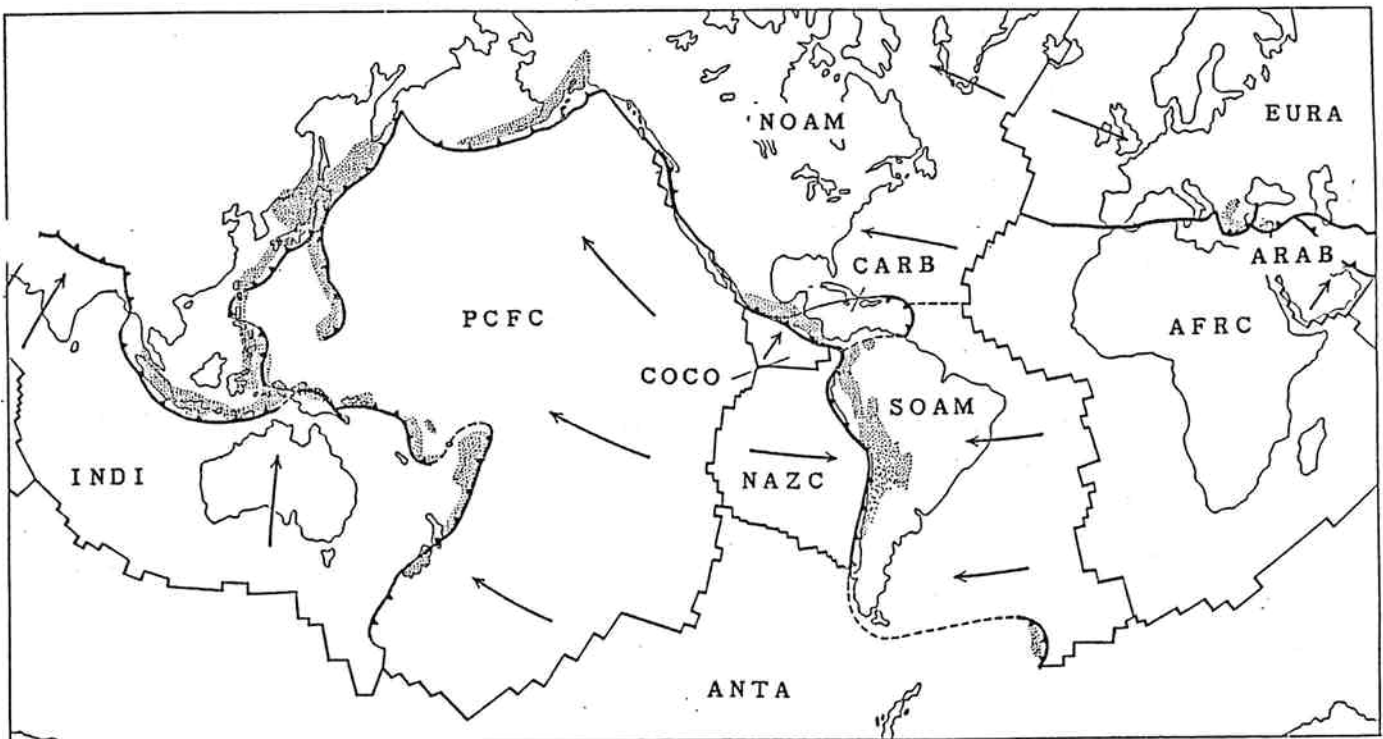 NOAM
EURA
CARB
ARAB
PCFC
AFRC
COCO
SOAM
INDI
NAZC
ANTA